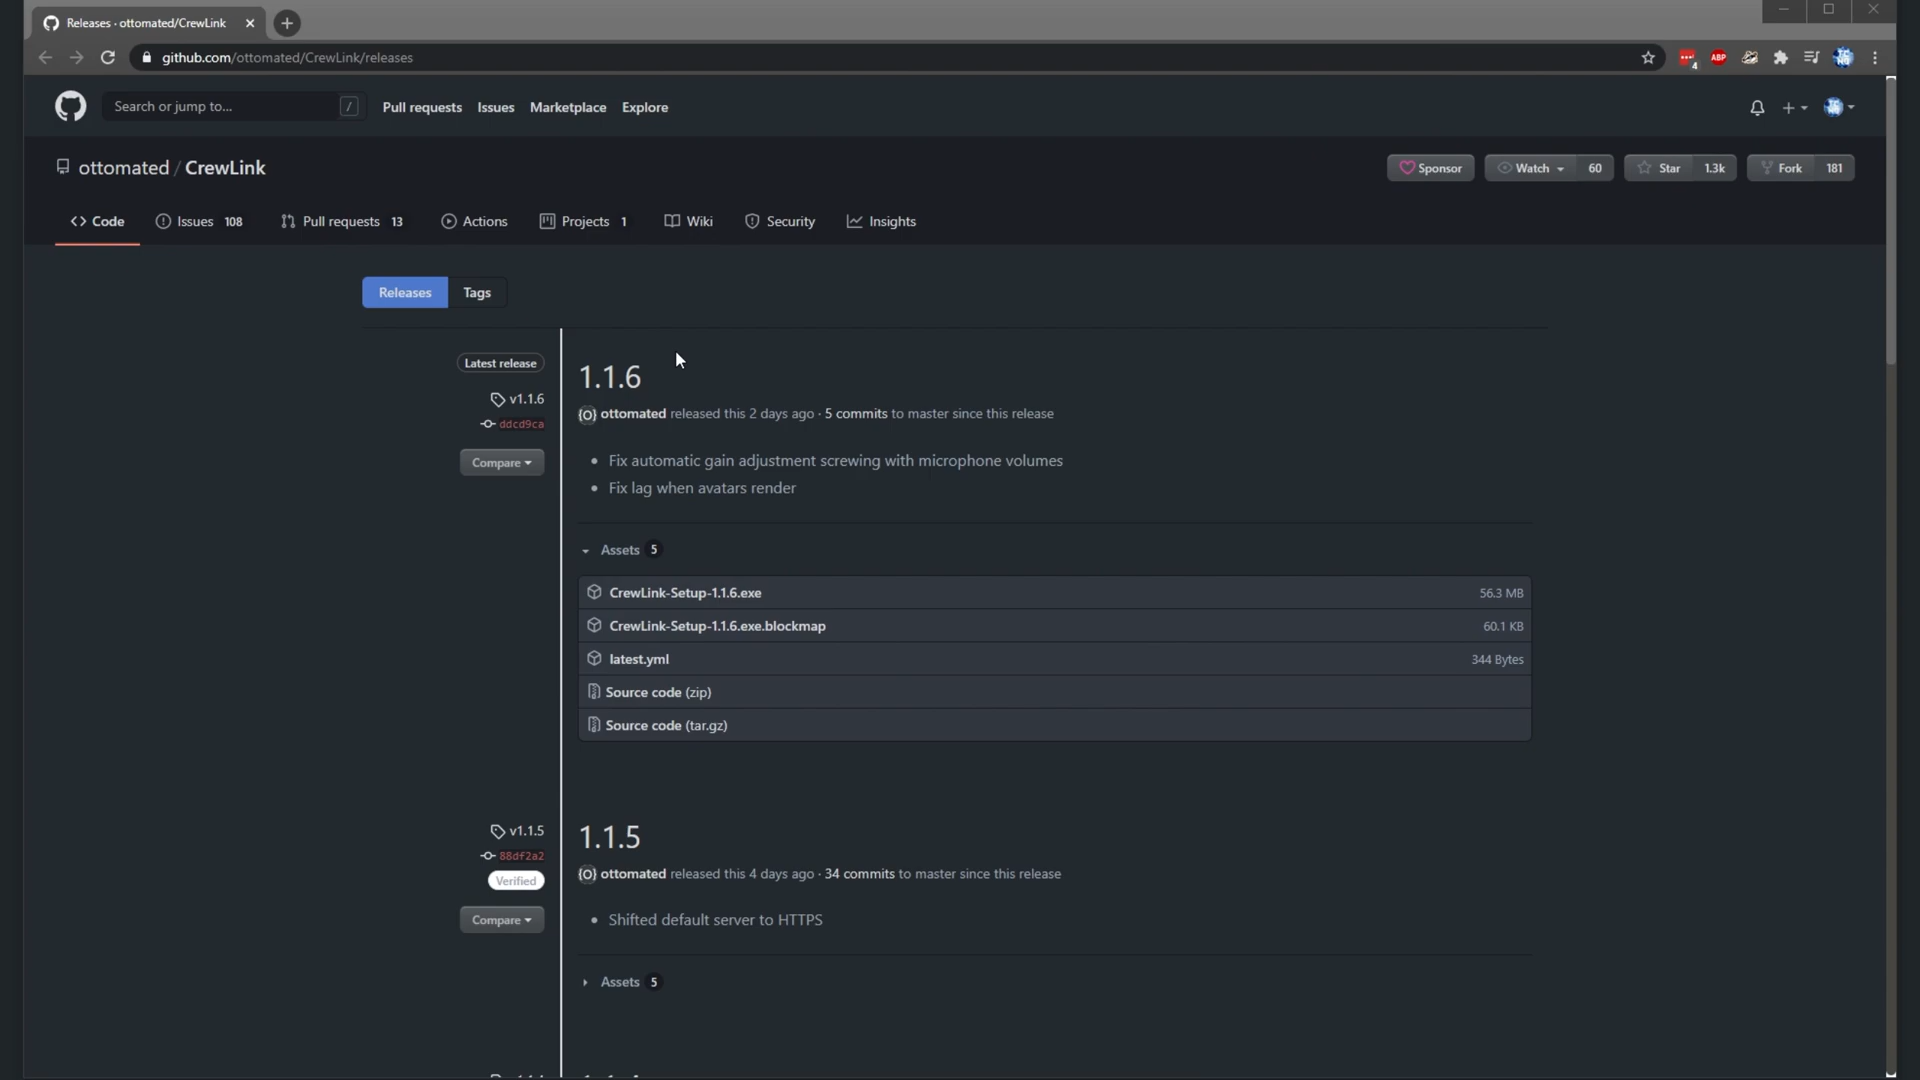 Releases · ottomated/CrewLink
github.com/ottomated/CrewLink/releases
4
ABP
Search or jump to...
/
Pull requests
Issues
Marketplace
Explore
ottomated / CrewLink
Sponsor
Watch
60
Star
1.3k
Fork
181
Code
Issues 108
Pull requests 13
Actions
Projects 1
Wiki
Security
Insights
Releases
Tags
Latest release
v1.1.6
ddcd9ca
Compare
1.1.6
ottomated released this 2 days ago · 5 commits to master since this release
Fix automatic gain adjustment screwing with microphone volumes
Fix lag when avatars render
Assets 5
CrewLink-Setup-1.1.6.exe
56.3 MB
CrewLink-Setup-1.1.6.exe.blockmap
60.1 KB
latest.yml
344 Bytes
Source code (zip)
Source code (tar.gz)
v1.1.5
88df2a2
Verified
Compare
1.1.5
ottomated released this 4 days ago · 34 commits to master since this release
Shifted default server to HTTPS
Assets 5